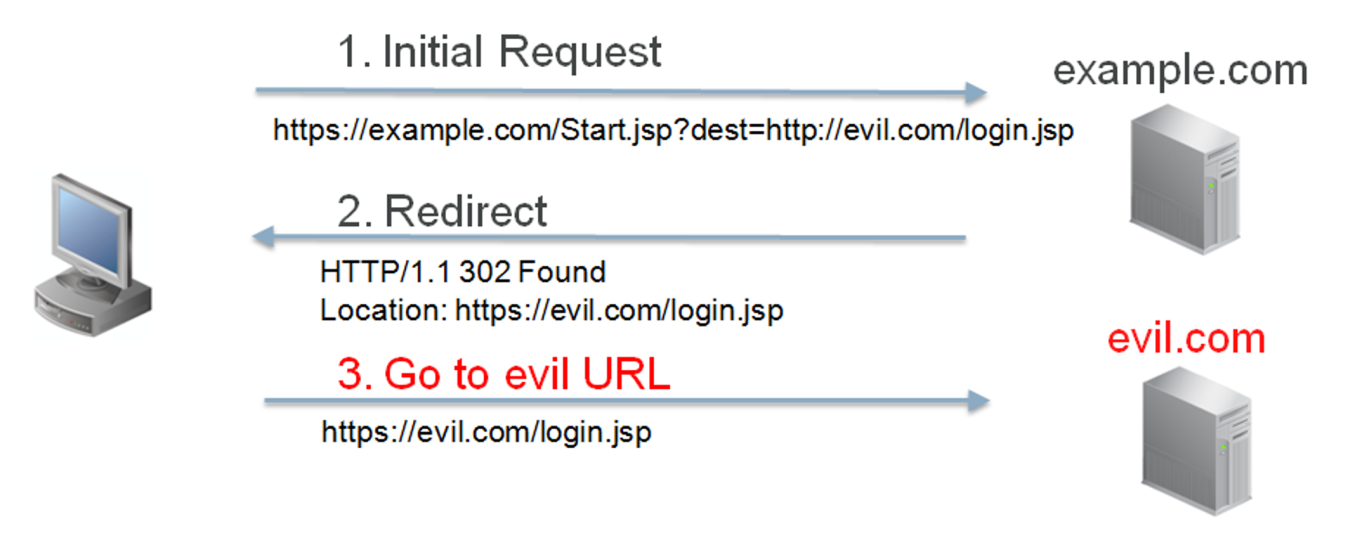 1. Initial Request
example.com
https://example.com/Start.jsp?dest=http://evil.com/login.jsp
2. Redirect
HTTP/1.1 302 Found
Location: https://evil.com/login.jsp
evil.com
3. Go to evil URL
https://evil.com/login.jsp